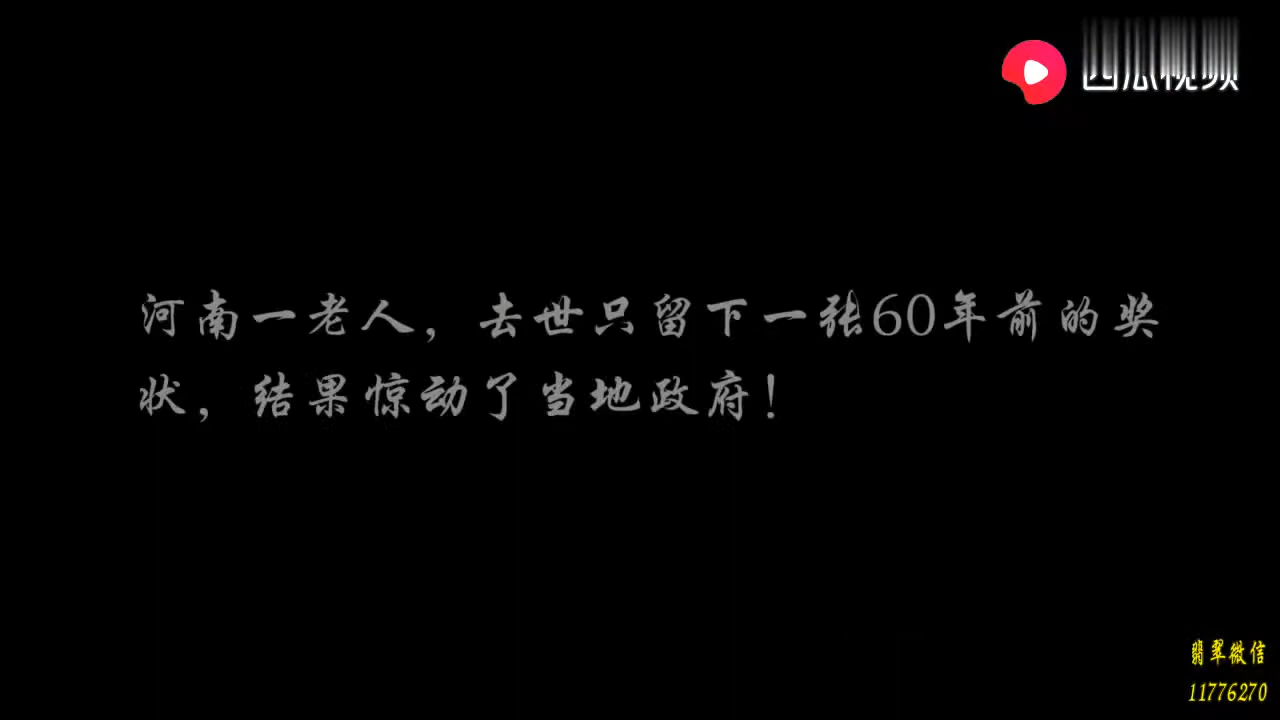 西瓜视频
河南一老人，去世只留下一张60年前的奖
状，结果惊动了当地政府！
翡翠微信
11776270